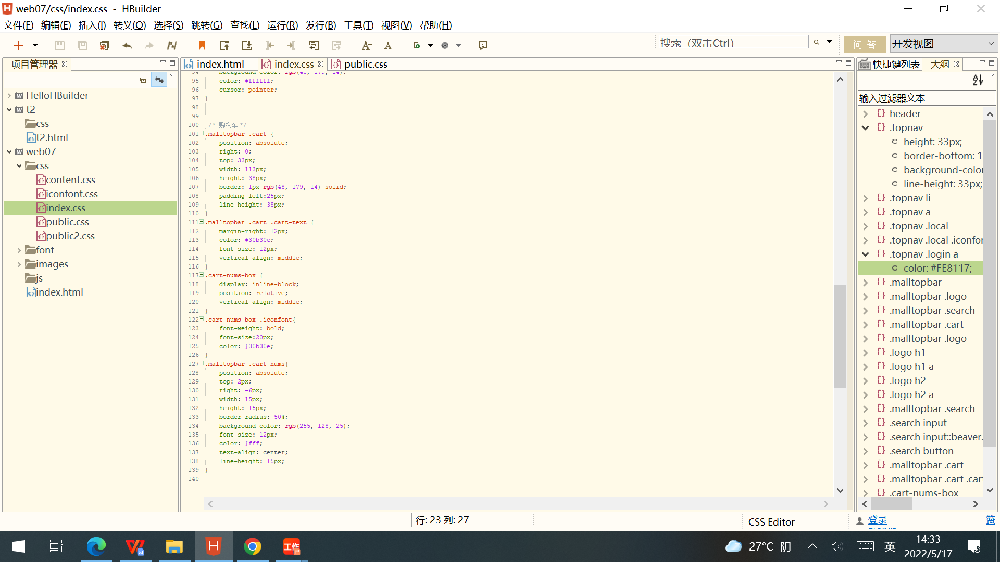 web07/css/index.css - HBuilder
文件(F) 编辑(E) 插入(I) 转义(O) 选择(S) 跳转(G) 查找(L) 运行(R) 发行(B) 工具(T) 视图(V) 帮助(H)
搜索（双击Ctrl）
问 答
开发视图
项目管理器
HelloHBuilder
t2
css
t2.html
web07
css
content.css
iconfont.css
index.css
public.css
public2.css
font
images
js
index.html
index.html index.css public.css
94 background-color: rgb(48, 179, 14);
95 color: #ffffff;
96 cursor: pointer;
97 }
98
99
100 /* 购物车 */
101 .malltopbar .cart {
102 position: absolute;
103 right: 0;
104 top: 33px;
105 width: 113px;
106 height: 38px;
107 border: 1px rgb(48, 179, 14) solid;
108 padding-left:25px;
109 line-height: 38px;
110 }
111 .malltopbar .cart .cart-text {
112 margin-right: 12px;
113 color: #30b30e;
114 font-size: 12px;
115 vertical-align: middle;
116 }
117 .cart-nums-box {
118 display: inline-block;
119 position: relative;
120 vertical-align: middle;
121 }
122 .cart-nums-box .iconfont{
123 font-weight: bold;
124 font-size:20px;
125 color: #30b30e;
126 }
127 .malltopbar .cart-nums{
128 position: absolute;
129 top: 2px;
130 right: -6px;
131 width: 15px;
132 height: 15px;
133 border-radius: 50%;
134 background-color: rgb(255, 128, 25);
135 font-size: 12px;
136 color: #fff;
137 text-align: center;
138 line-height: 15px;
139 }
140
快捷键列表 大纲
输入过滤器文本
header
.topnav
height: 33px;
border-bottom: 1
background-color
line-height: 33px;
.topnav li
.topnav a
.topnav .local
.topnav .local .iconfor
.topnav .login a
color: #FE8117;
.malltopbar
.malltopbar .logo
.malltopbar .search
.malltopbar .cart
.malltopbar .logo
.logo h1
.logo h1 a
.logo h2
.logo h2 a
.malltopbar .search
.search input
.search input::beaver.
.search button
.malltopbar .cart
.malltopbar .cart .car
.cart-nums-box
行: 23 列: 27
CSS Editor
登录
赞
27°C 阴
英
14:33
2022/5/17